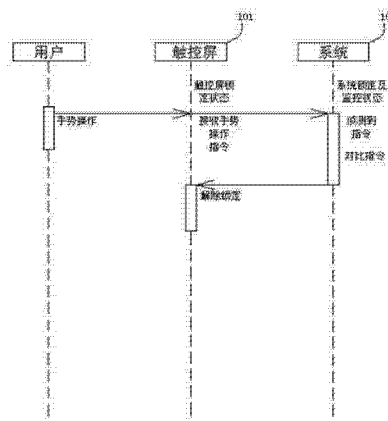 101
用户
触控屏
系统
触控屏锁
定状态
系统锁定及
监控状态
手势操作
接收手势
操作
指令
侦测到
指令
对比指令
解除锁定